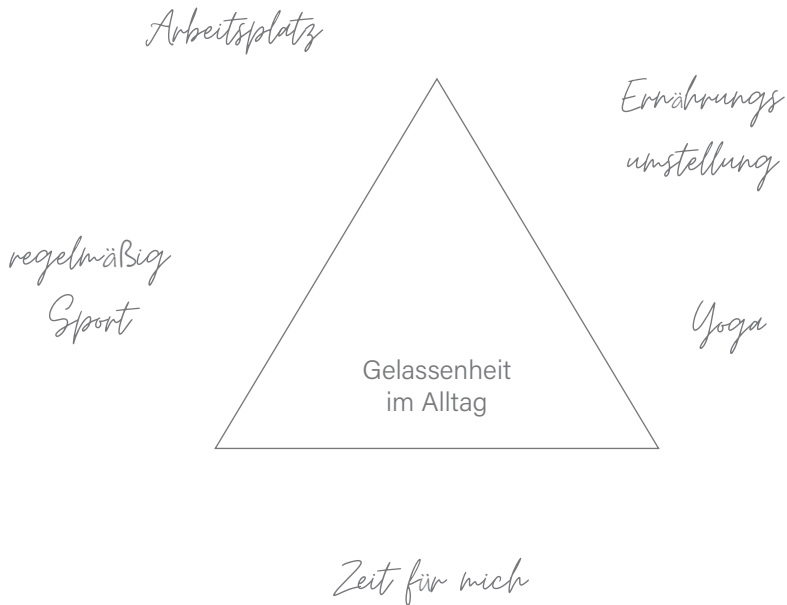 Arbeitsplatz
Ernährungs
umstellung
regelmäßig
Sport
Yoga
Gelassenheit
im Alltag
Zeit für mich